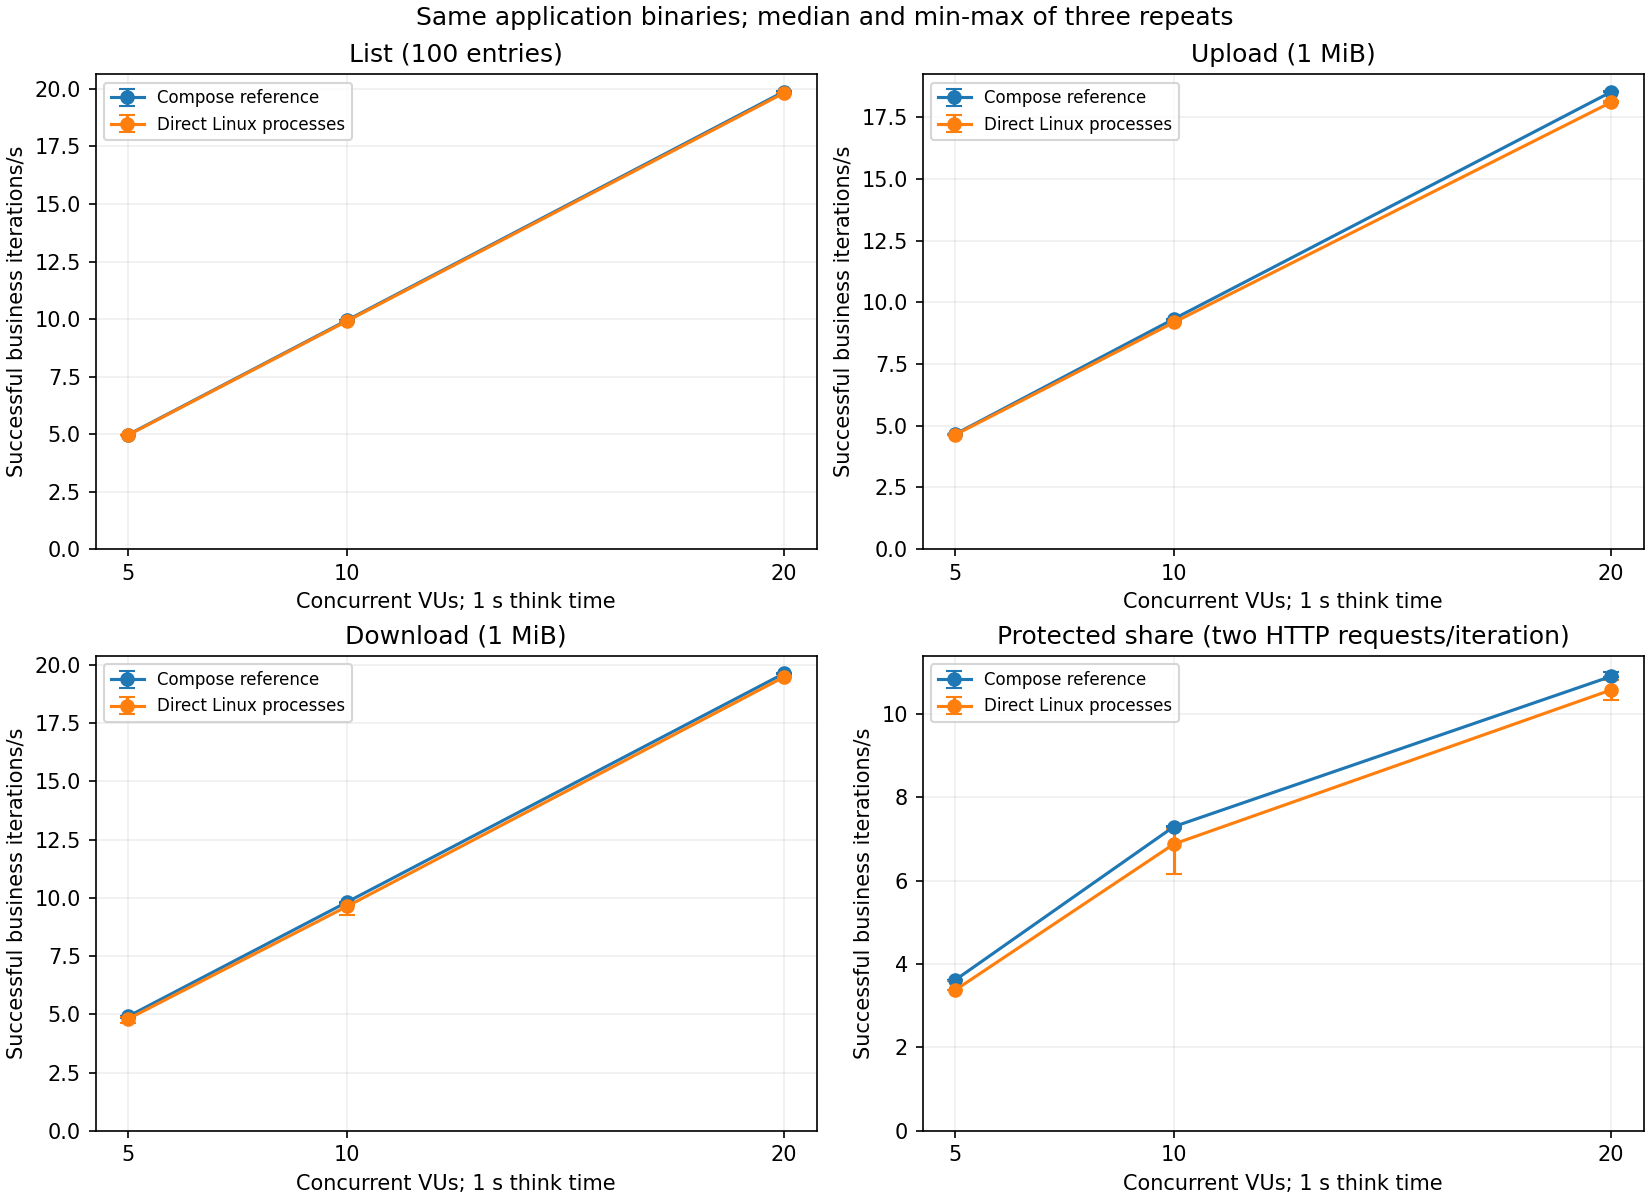 Same application binaries; median and min-max of three repeats
List (100 entries)
Compose reference
Direct Linux processes
Successful business iterations/s
20.0
17.5
15.0
12.5
10.0
7.5
5.0
2.5
0.0
5
10
20
Concurrent VUs; 1 s think time
Upload (1 MiB)
Compose reference
Direct Linux processes
Successful business iterations/s
17.5
15.0
12.5
10.0
7.5
5.0
2.5
0.0
5
10
20
Concurrent VUs; 1 s think time
Download (1 MiB)
Compose reference
Direct Linux processes
Successful business iterations/s
20.0
17.5
15.0
12.5
10.0
7.5
5.0
2.5
0.0
5
10
20
Concurrent VUs; 1 s think time
Protected share (two HTTP requests/iteration)
Compose reference
Direct Linux processes
Successful business iterations/s
10
8
6
4
2
0
5
10
20
Concurrent VUs; 1 s think time